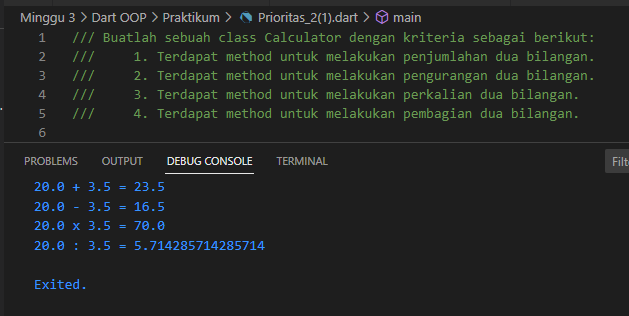 Minggu 3 > Dart OOP > Praktikum > Prioritas_2(1).dart > main
1 /// Buatlah sebuah class Calculator dengan kriteria sebagai berikut:
2 ///     1. Terdapat method untuk melakukan penjumlahan dua bilangan.
3 ///     2. Terdapat method untuk melakukan pengurangan dua bilangan.
4 ///     3. Terdapat method untuk melakukan perkalian dua bilangan.
5 ///     4. Terdapat method untuk melakukan pembagian dua bilangan.
6
PROBLEMS OUTPUT DEBUG CONSOLE TERMINAL Filte
20.0 + 3.5 = 23.5
20.0 - 3.5 = 16.5
20.0 x 3.5 = 70.0
20.0 : 3.5 = 5.714285714285714
Exited.